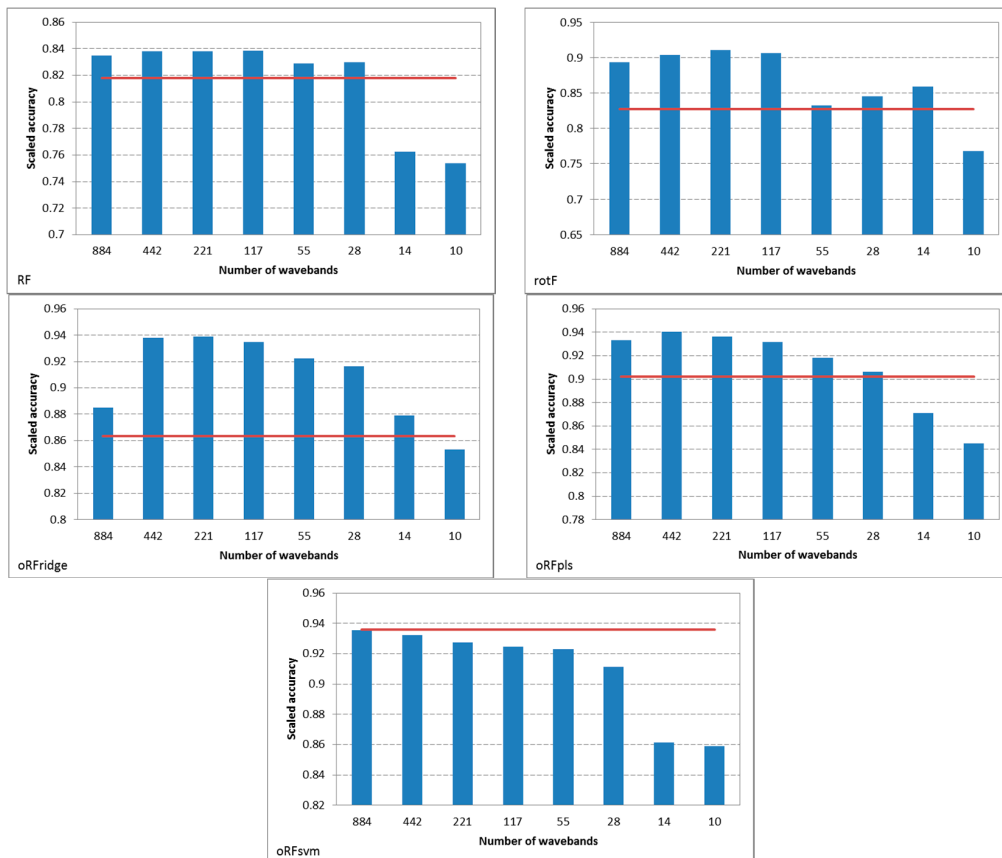 0.86
0.84
0.82
0.8
0.78
0.76
0.74
0.72
0.7
Scaled accuracy
884 442 221 117 55 28 14 10
Number of wavebands
RF
0.95
0.9
0.85
0.8
0.75
0.7
0.65
Scaled accuracy
884 442 221 117 55 28 14 10
Number of wavebands
rotF
0.96
0.94
0.92
0.9
0.88
0.86
0.84
0.82
0.8
Scaled accuracy
884 442 221 117 55 28 14 10
Number of wavebands
oRFridge
0.96
0.94
0.92
0.9
0.88
0.86
0.84
0.82
0.8
0.78
Scaled accuracy
884 442 221 117 55 28 14 10
Number of wavebands
oRFpls
0.96
0.94
0.92
0.9
0.88
0.86
0.84
0.82
Scaled accuracy
884 442 221 117 55 28 14 10
Number of wavebands
oRFsvm